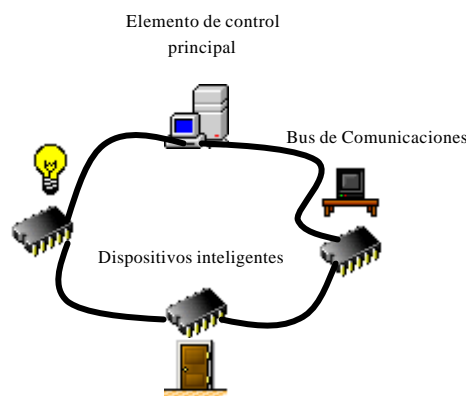 Elemento de control
principal
Bus de Comunicaciones
Dispositivos inteligentes